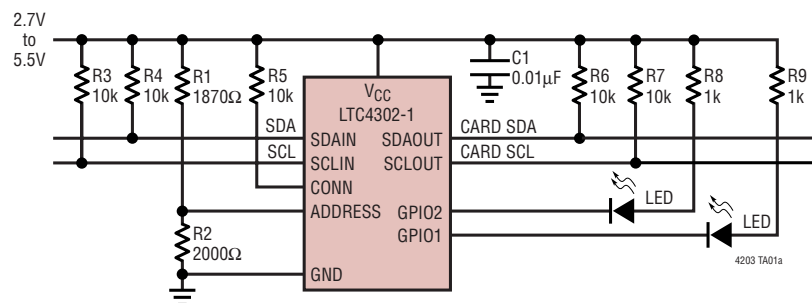 2.7V
to
5.5V
R3
10k
R4
10k
R1
1870Ω
R5
10k
C1
0.01μF
R6
10k
R7
10k
R8
1k
R9
1k
VCC
LTC4302-1
SDA
SDAIN
SDAOUT
CARD SDA
SCL
SCLIN
SCLOUT
CARD SCL
CONN
ADDRESS
GPIO2
LED
GPIO1
LED
R2
2000Ω
GND
4203 TA01a